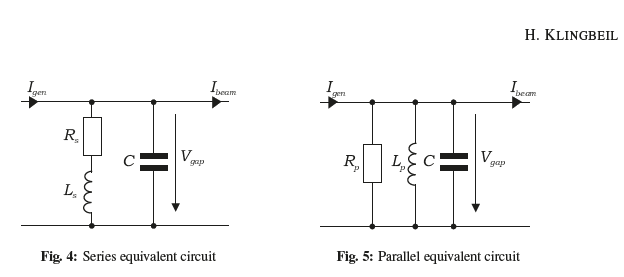 H. KLINGBEIL
I_gen I_beam I_gen I_beam
R_s C V_gap R_p L_p C V_gap
L_s
Fig. 4: Series equivalent circuit Fig. 5: Parallel equivalent circuit